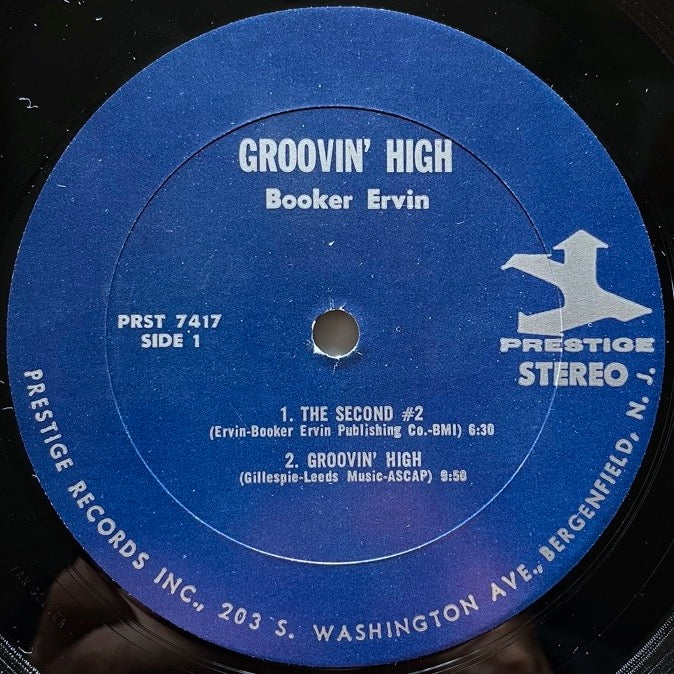 GROOVIN' HIGH
Booker Ervin
PRST 7417
SIDE 1
PRESTIGE
STEREO
1. THE SECOND #2
(Ervin-Booker Ervin Publishing Co.-BMI) 6:30
2. GROOVIN' HIGH
(Gillespie-Leeds Music-ASCAP) 9:50
PRESTIGE RECORDS INC., 203 S. WASHINGTON AVE., BERGENFIELD, N. J.